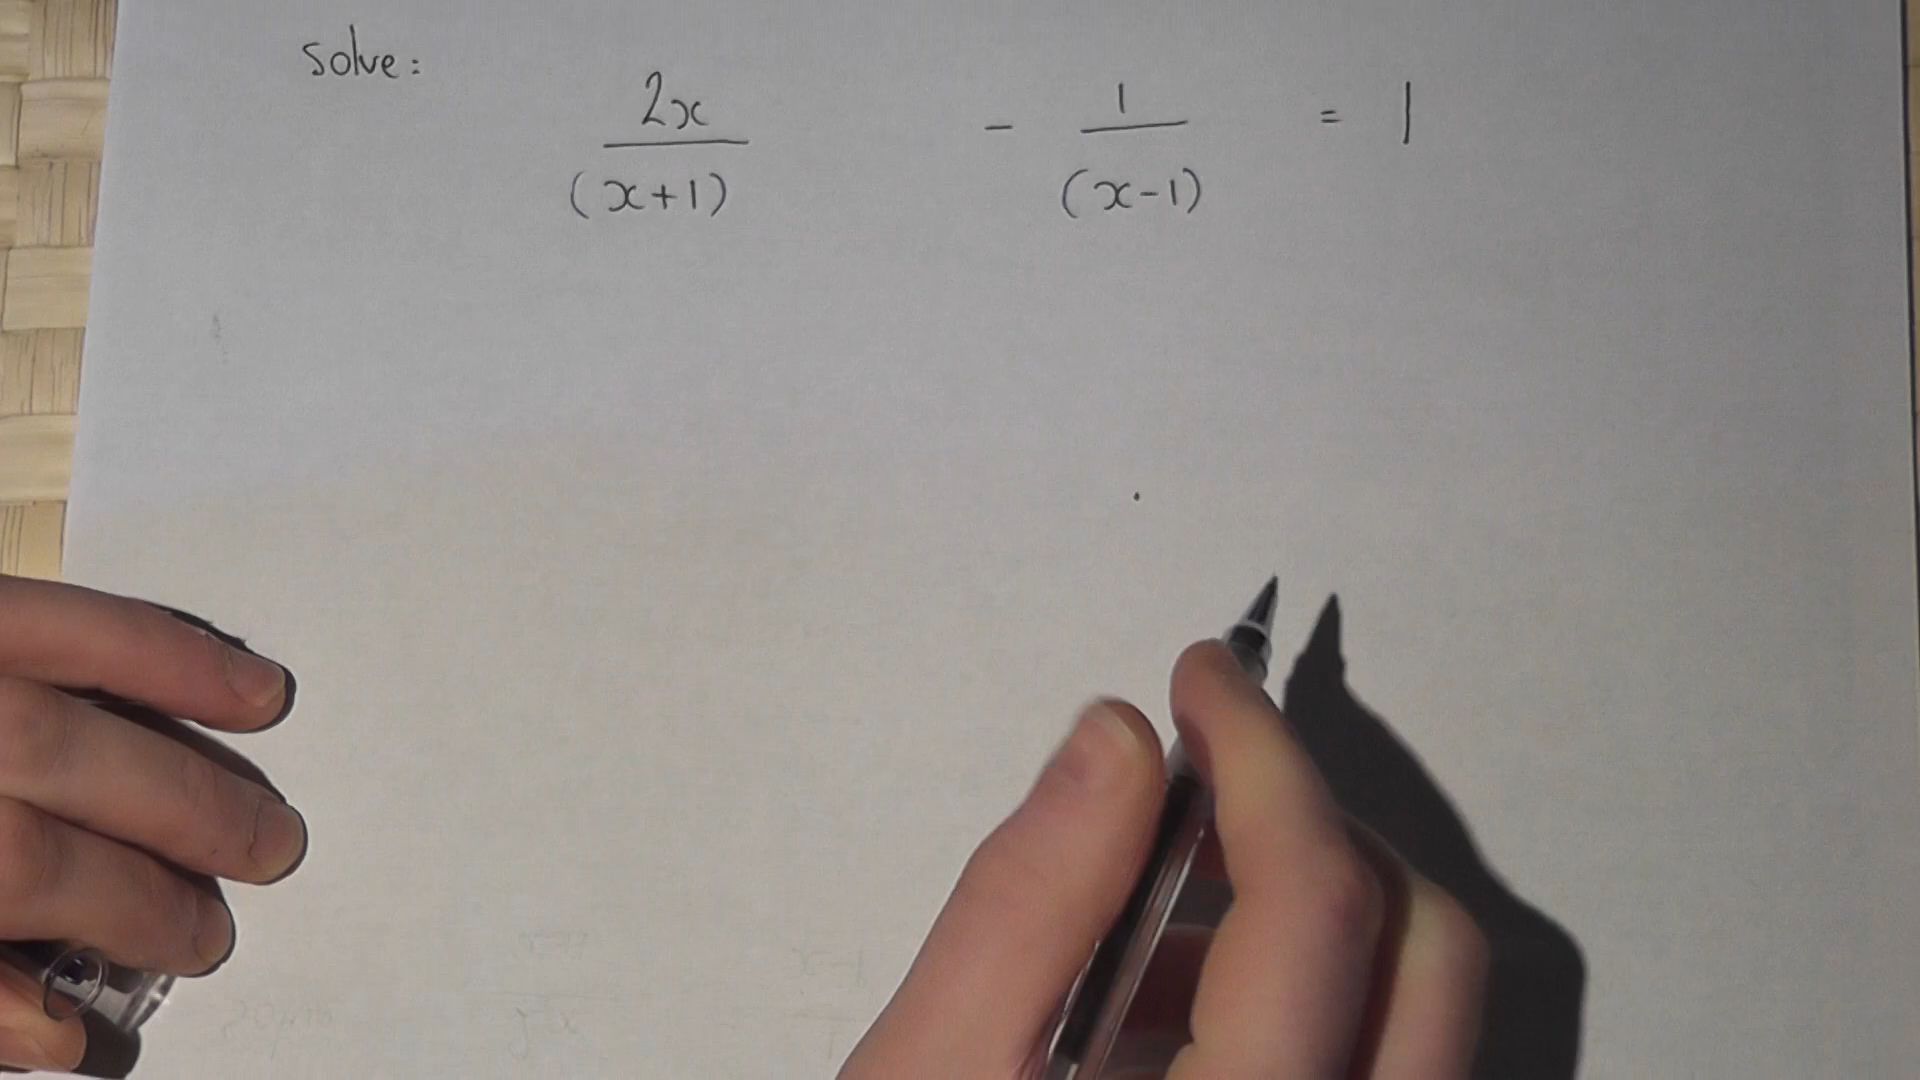 Solve:
2x / (x+1) - 1 / (x-1) = 1